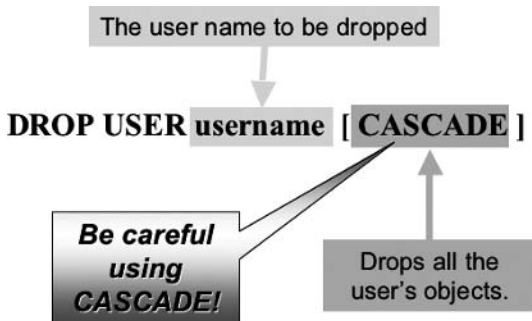 The user name to be dropped
DROP USER username [ CASCADE ]
Be careful
using
CASCADE!
Drops all the
user's objects.